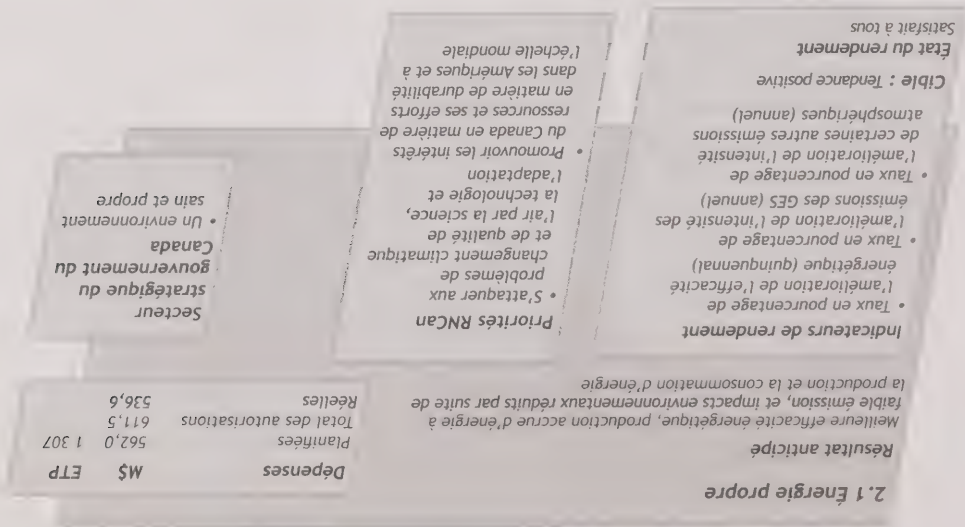 2.1 Énergie propre
Résultat anticipé
Meilleure efficacité énergétique, production accrue d'énergie à
faible émission, et impacts environnementaux réduits par suite de
la production et la consommation d'énergie
Dépenses M$ ETP
Planifiées 562,0 1 307
Total des autorisations 611,5
Réelles 536,6
Indicateurs de rendement
• Taux en pourcentage de
l'amélioration de l'efficacité
énergétique (quinquennal)
• Taux en pourcentage de
l'amélioration de l'intensité des
émissions des GES (annuel)
• Taux en pourcentage de
l'amélioration de l'intensité
de certaines autres émissions
atmosphériques (annuel)
Cible : Tendance positive
État du rendement
Satisfait à tous
Priorités RNCan
• S'attaquer aux
problèmes de
changement climatique
et de qualité de
l'air par la science,
la technologie et
l'adaptation
• Promouvoir les intérêts
du Canada en matière de
ressources et ses efforts
en matière de durabilité
dans les Amériques et à
l'échelle mondiale
Secteur
stratégique du
gouvernement du
Canada
• Un environnement
sain et propre